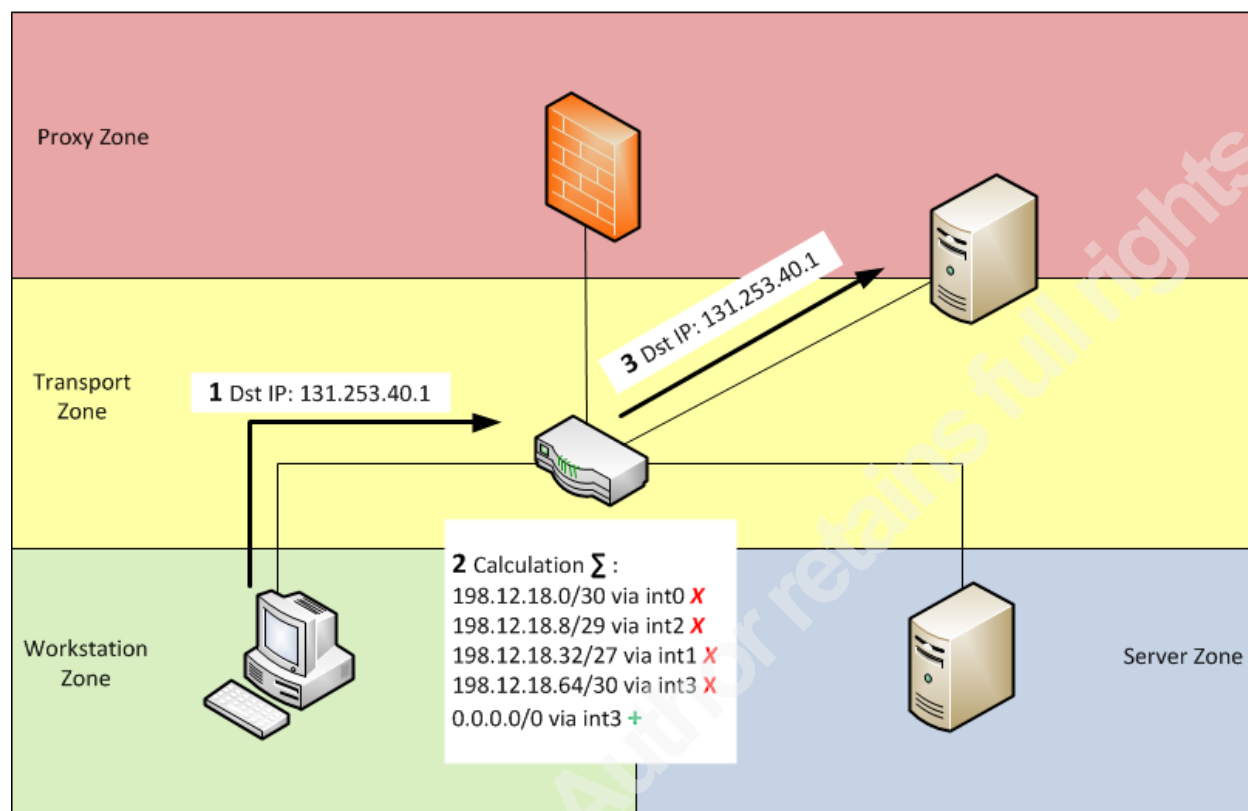 Proxy Zone
3 Dst IP: 131.253.40.1
Transport
Zone
1 Dst IP: 131.253.40.1
2 Calculation ∑ :
198.12.18.0/30 via int0 X
198.12.18.8/29 via int2 X
198.12.18.32/27 via int1 X
198.12.18.64/30 via int3 X
0.0.0.0/0 via int3 +
Workstation
Zone
Server Zone
Author retains full rights